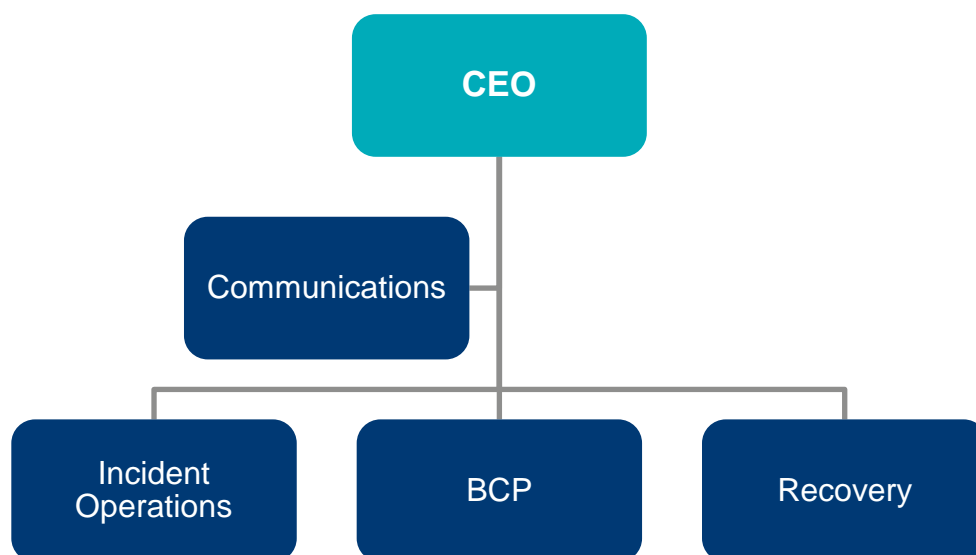 CEO
Communications
Incident
Operations
BCP
Recovery